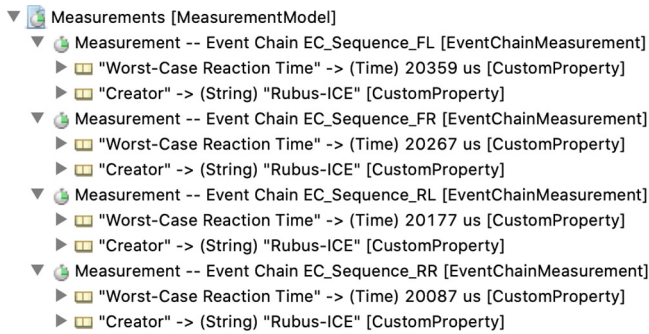 Measurements [MeasurementModel]
Measurement -- Event Chain EC_Sequence_FL [EventChainMeasurement]
"Worst-Case Reaction Time" -> (Time) 20359 us [CustomProperty]
"Creator" -> (String) "Rubus-ICE" [CustomProperty]
Measurement -- Event Chain EC_Sequence_FR [EventChainMeasurement]
"Worst-Case Reaction Time" -> (Time) 20267 us [CustomProperty]
"Creator" -> (String) "Rubus-ICE" [CustomProperty]
Measurement -- Event Chain EC_Sequence_RL [EventChainMeasurement]
"Worst-Case Reaction Time" -> (Time) 20177 us [CustomProperty]
"Creator" -> (String) "Rubus-ICE" [CustomProperty]
Measurement -- Event Chain EC_Sequence_RR [EventChainMeasurement]
"Worst-Case Reaction Time" -> (Time) 20087 us [CustomProperty]
"Creator" -> (String) "Rubus-ICE" [CustomProperty]